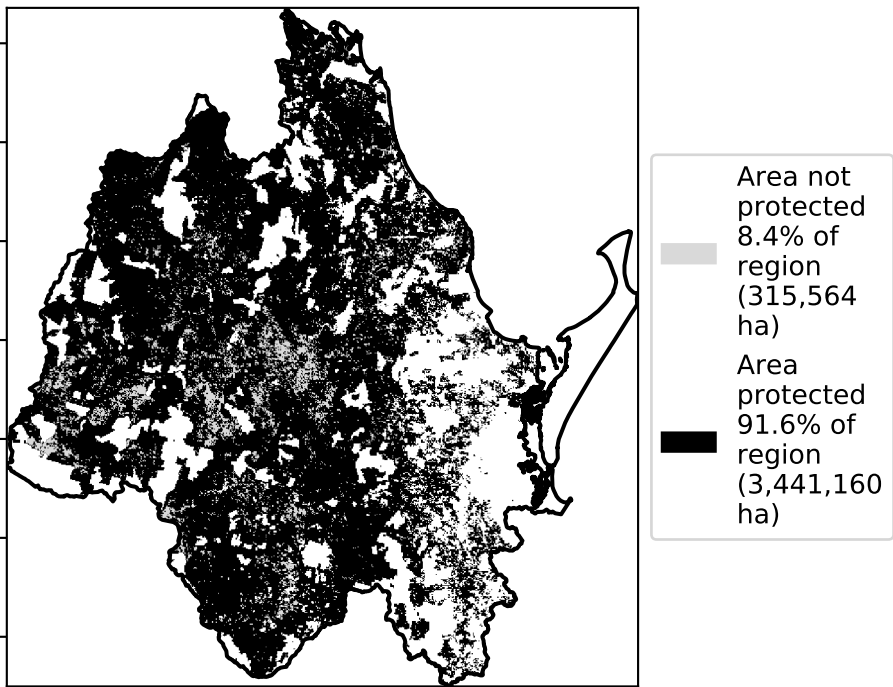 Area not
protected
8.4% of
region
(315,564
ha)
Area
protected
91.6% of
region
(3,441,160
ha)